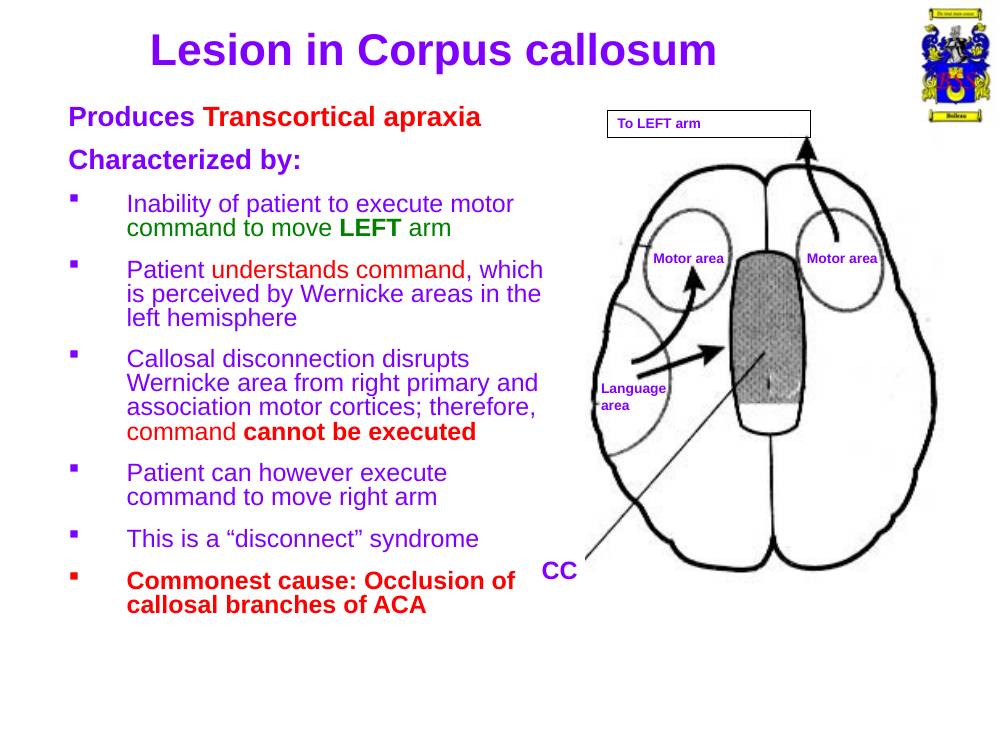 Lesion in Corpus callosum
Produces Transcortical apraxia
Characterized by:
▪ Inability of patient to execute motor
command to move LEFT arm
▪ Patient understands command, which
is perceived by Wernicke areas in the
left hemisphere
▪ Callosal disconnection disrupts
Wernicke area from right primary and
association motor cortices; therefore,
command cannot be executed
▪ Patient can however execute
command to move right arm
▪ This is a “disconnect” syndrome
▪ Commonest cause: Occlusion of
callosal branches of ACA
To LEFT arm
Motor area
Motor area
Language
area
CC